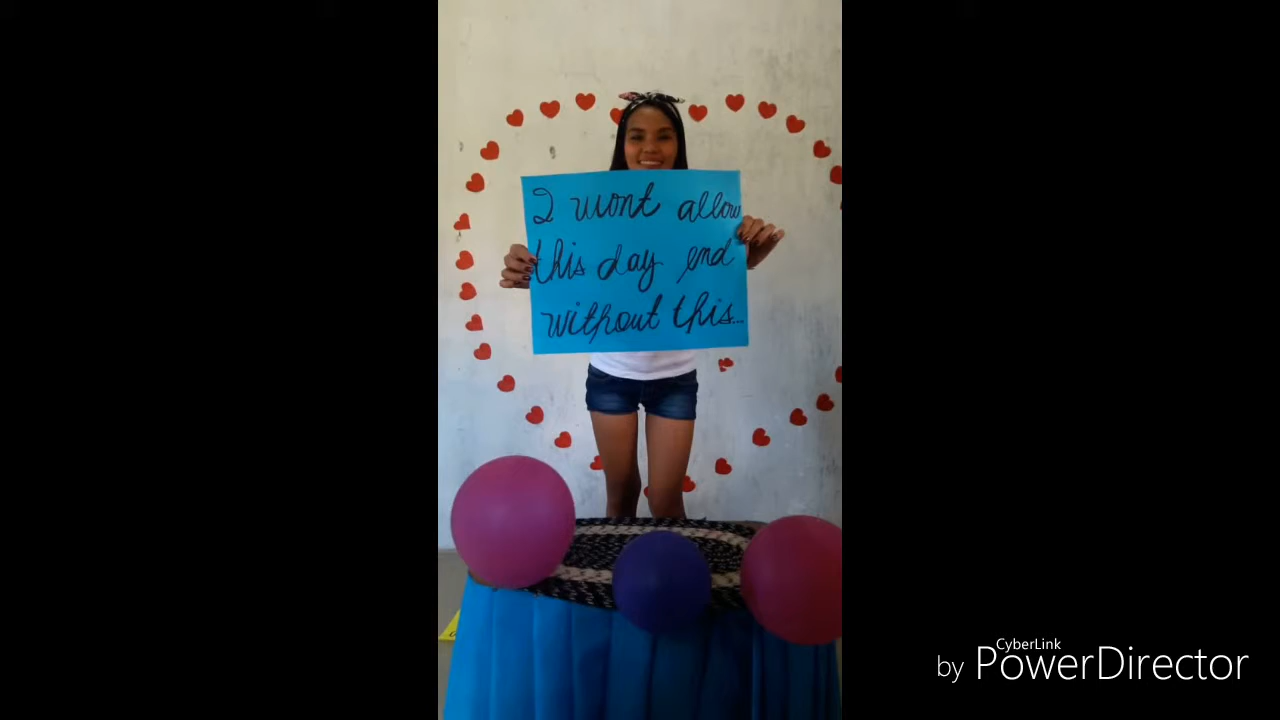 I wont allow
this day end
without this...
CyberLink
by PowerDirector